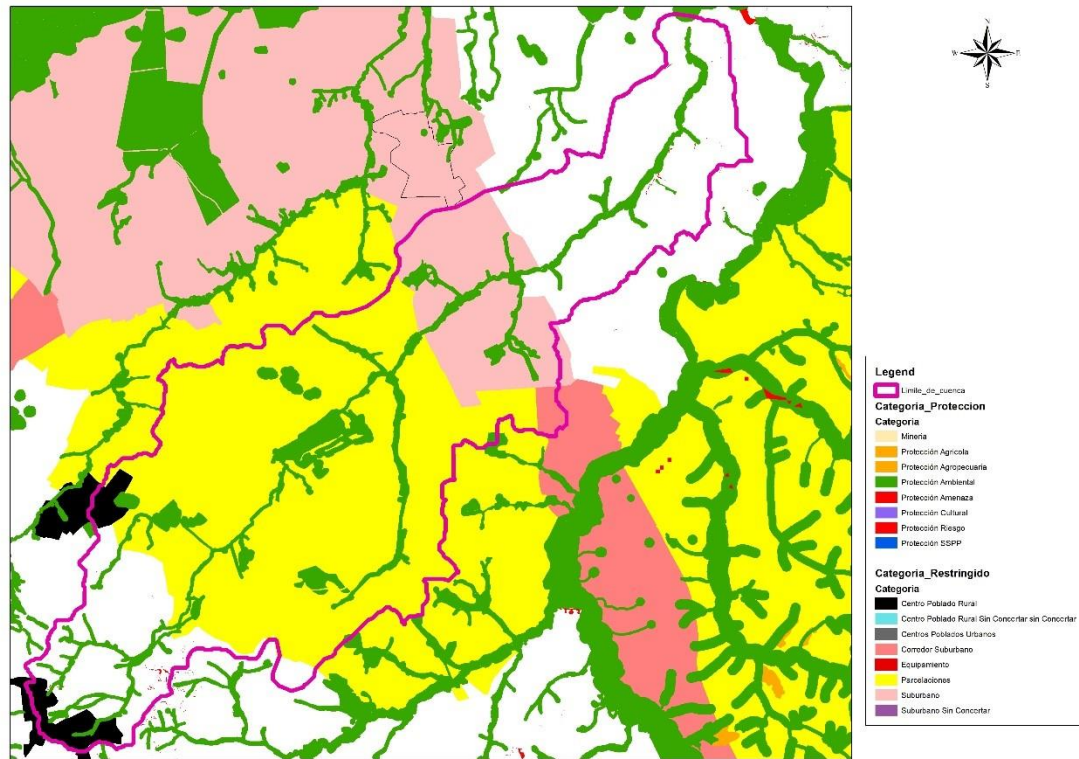 N
W
E
S
Legend
Limite_de_cuenca
Categoria_Proteccion
Categoria
Mineria
Protección Agricola
Protección Agropecuaria
Protección Ambiental
Protección Amenaza
Protección Cultural
Protección Riesgo
Protección SSPP
Categoria_Restringido
Categoria
Centro Poblado Rural
Centro Poblado Rural Sin Concertar sin Concertar
Centros Poblados Urbanos
Corredor Suburbano
Equipamiento
Parcelaciones
Suburbano
Suburbano Sin Concertar